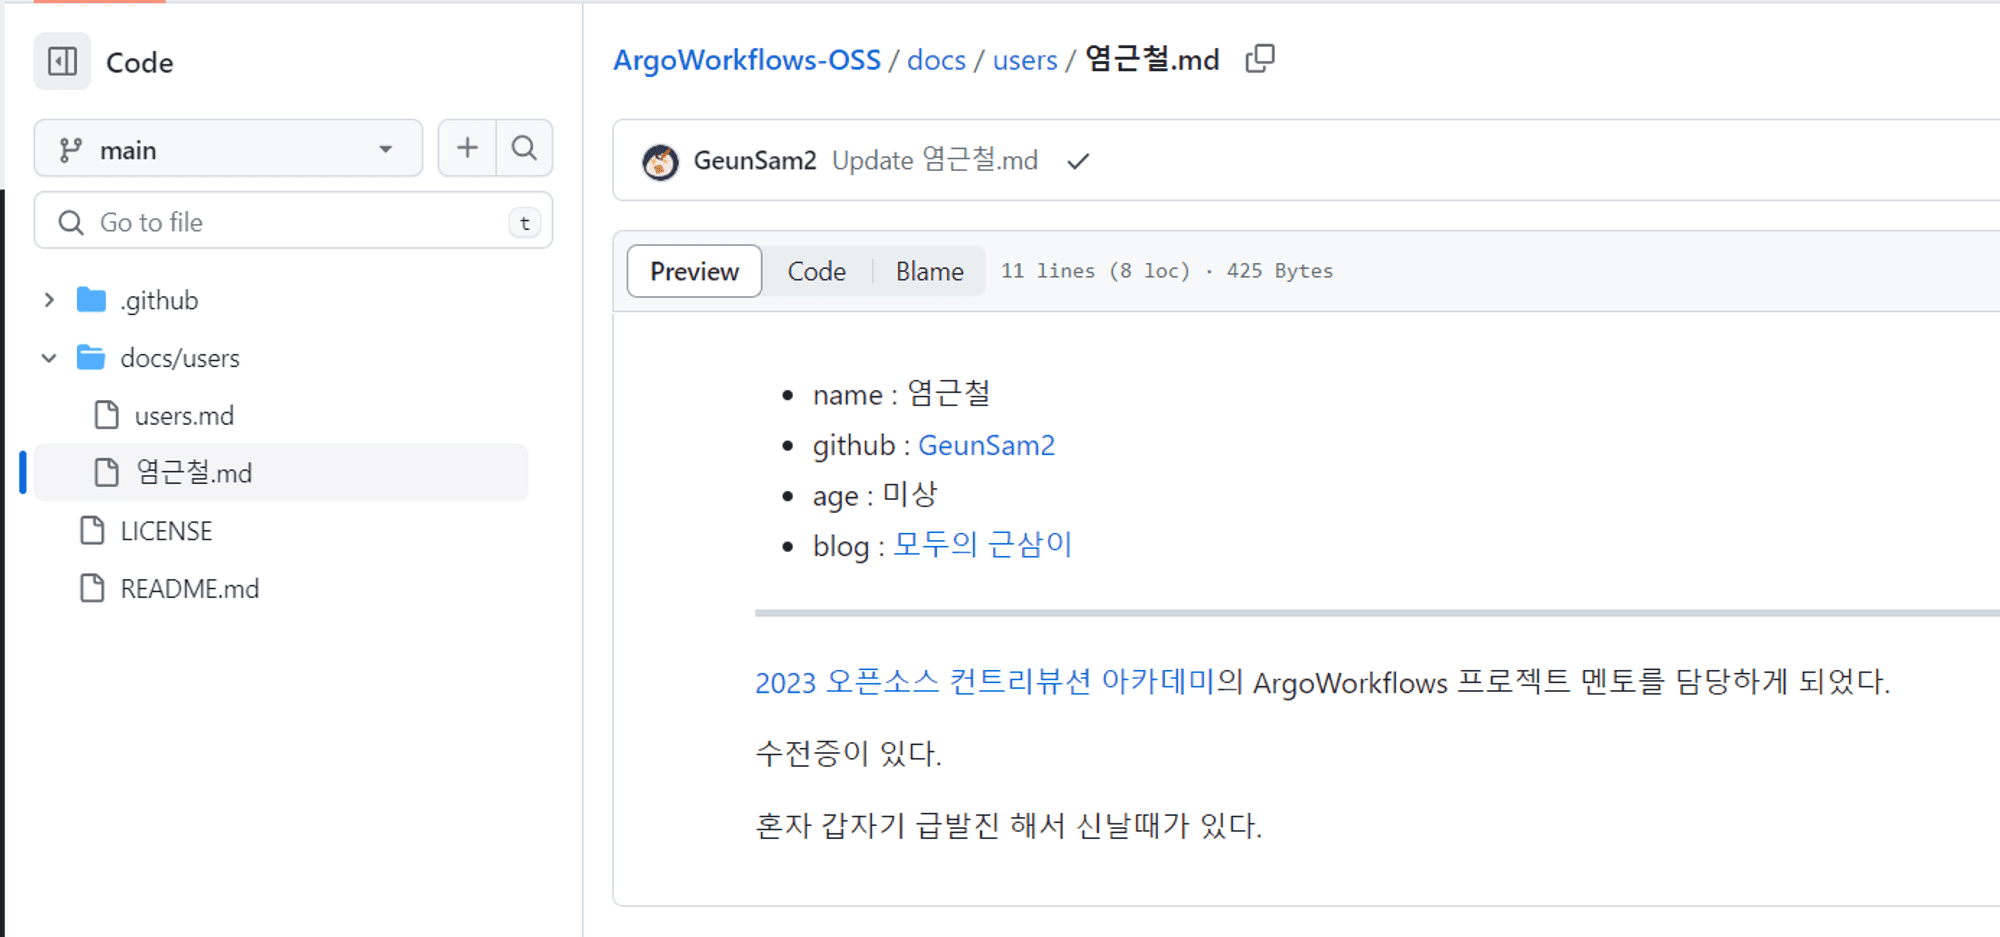 Code
main
Go to file
t
.github
docs/users
users.md
염근철.md
LICENSE
README.md
ArgoWorkflows-OSS / docs / users / 염근철.md
GeunSam2 Update 염근철.md
Preview Code Blame 11 lines (8 loc) · 425 Bytes
name : 염근철
github : GeunSam2
age : 미상
blog : 모두의 근삼이
2023 오픈소스 컨트리뷰션 아카데미의 ArgoWorkflows 프로젝트 멘토를 담당하게 되었다.
수전증이 있다.
혼자 갑자기 급발진 해서 신날때가 있다.